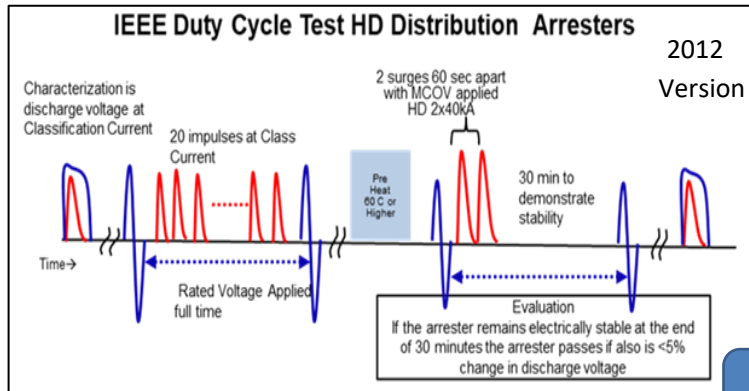 IEEE Duty Cycle Test HD Distribution Arresters
2012
Version
Characterization is
discharge voltage at
Classification Current
20 impulses at Class
Current
2 surges 60 sec apart
with MCOV applied
HD 2x40kA
Pre
Heat
60 C or
Higher
30 min to
demonstrate
stability
Time→
Rated Voltage Applied
full time
Evaluation
If the arrester remains electrically stable at the end
of 30 minutes the arrester passes if also is <5%
change in discharge voltage